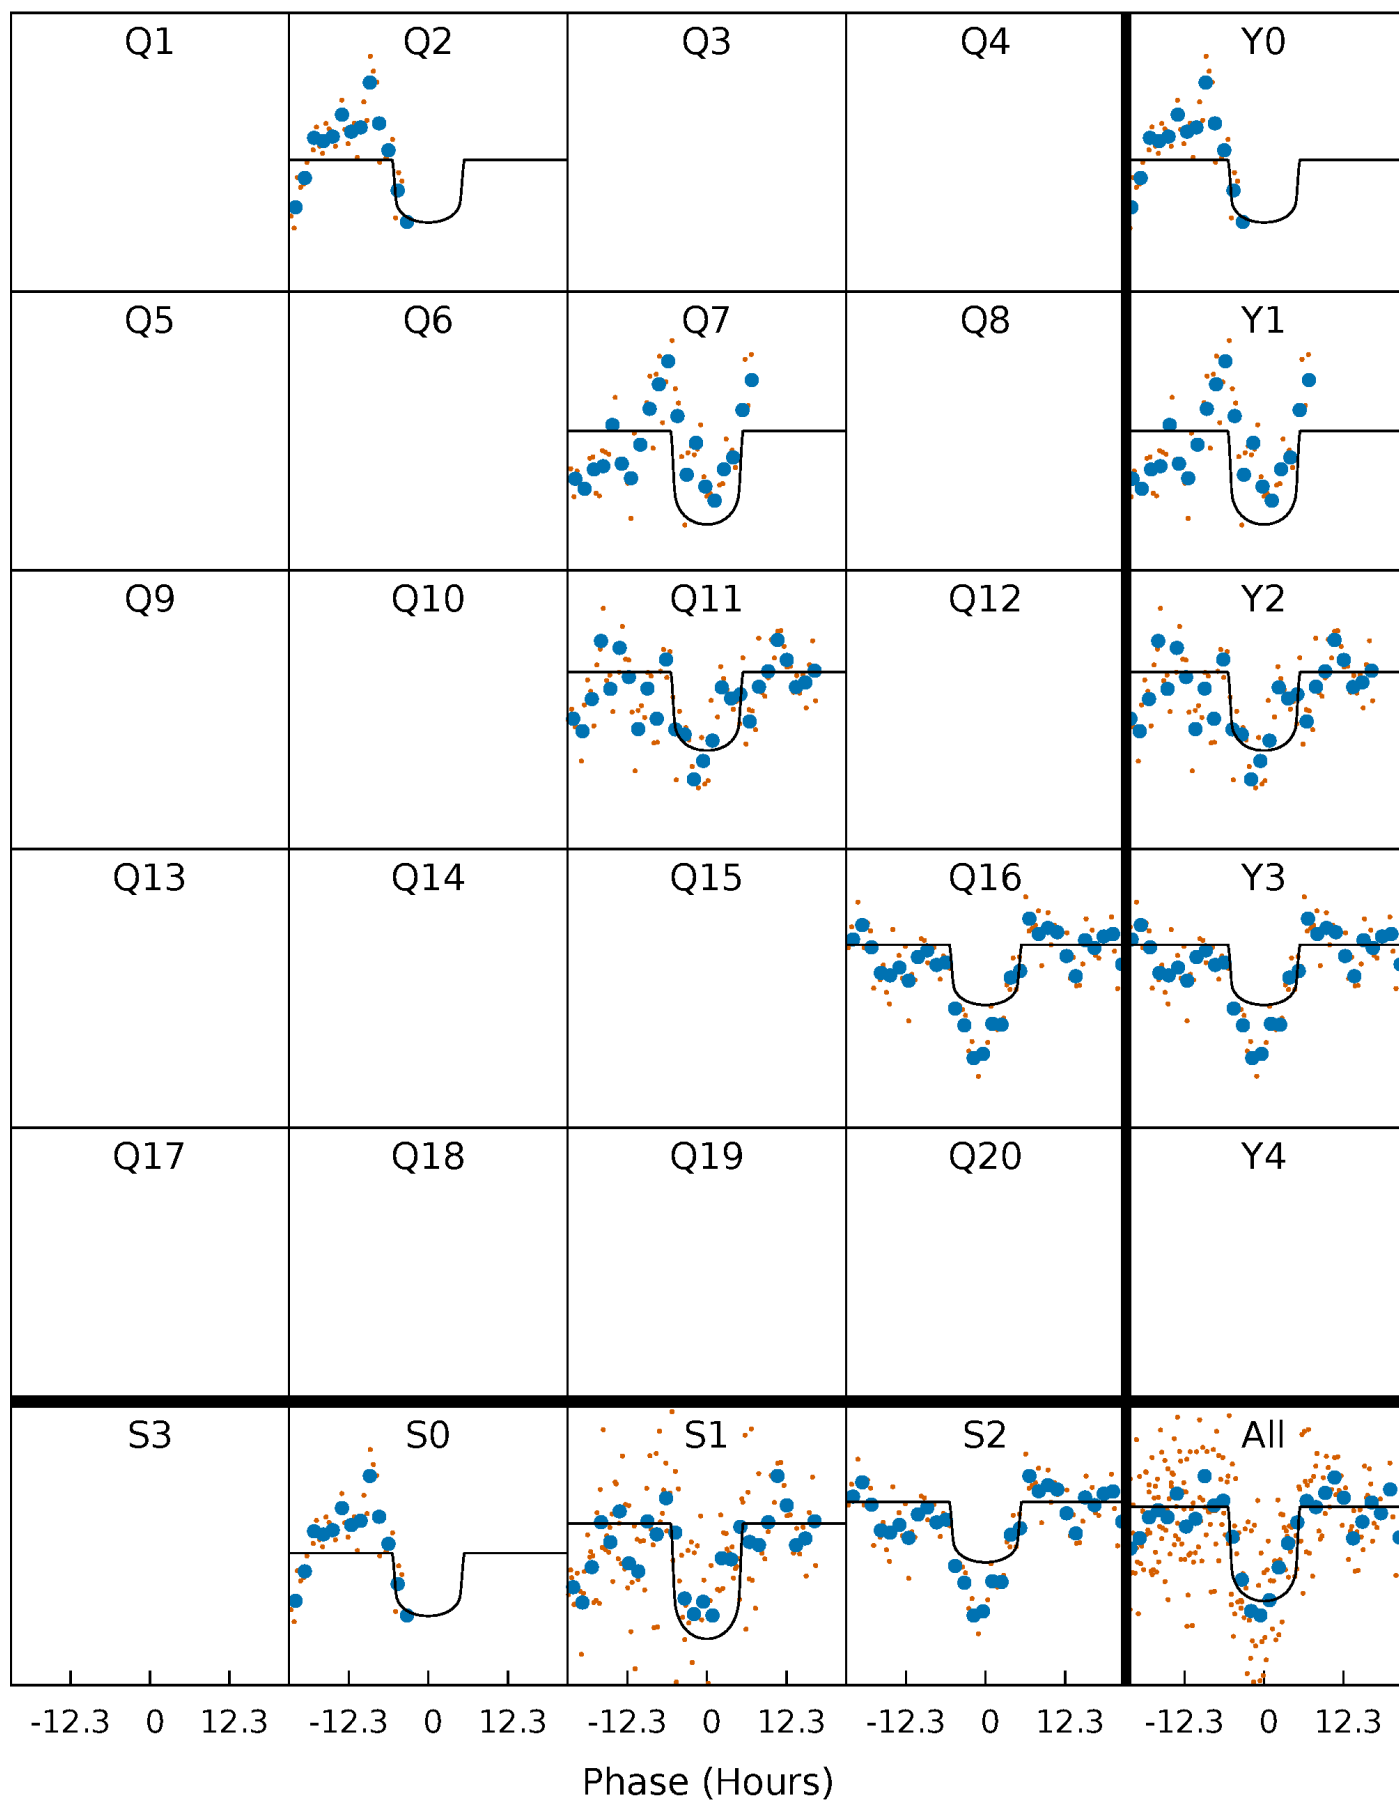 Q1 Q2 Q3 Q4 Y0
Q5 Q6 Q7 Q8 Y1
Q9 Q10 Q11 Q12 Y2
Q13 Q14 Q15 Q16 Y3
Q17 Q18 Q19 Q20 Y4
S3 S0 S1 S2 All
-12.3 0 12.3 -12.3 0 12.3 -12.3 0 12.3 -12.3 0 12.3 -12.3 0 12.3
Phase (Hours)